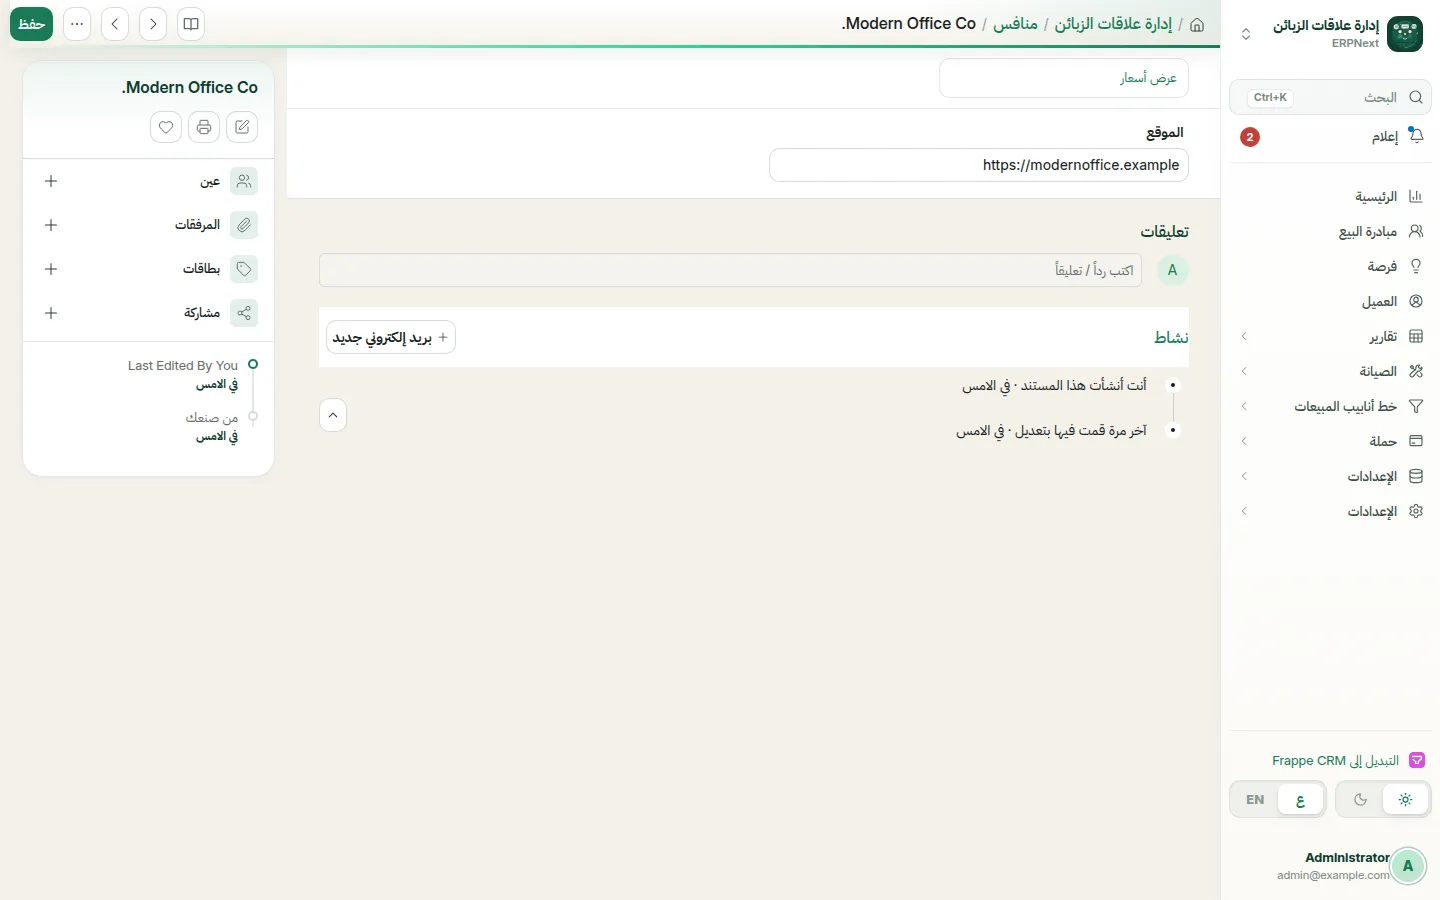 إدارة علاقات الزبائن
ERPNext
البحث
Ctrl+K
إعلام
2
الرئيسية
مبادرة البيع
فرصة
العميل
تقارير
الصيانة
خط أنابيب المبيعات
حملة
الإعدادات
الإعدادات
التبديل إلى Frappe CRM
ع
EN
Administrator
admin@example.com
A
إدارة علاقات الزبائن / منافس / Modern Office Co.
حفظ
عرض أسعار
الموقع
https://modernoffice.example
تعليقات
A
اكتب رداً / تعليقاً
نشاط
بريد إلكتروني جديد
أنت أنشأت هذا المستند · في الامس
آخر مرة قمت فيها بتعديل · في الامس
Modern Office Co.
عين
المرفقات
بطاقات
مشاركة
Last Edited By You
في الامس
من صنعك
في الامس